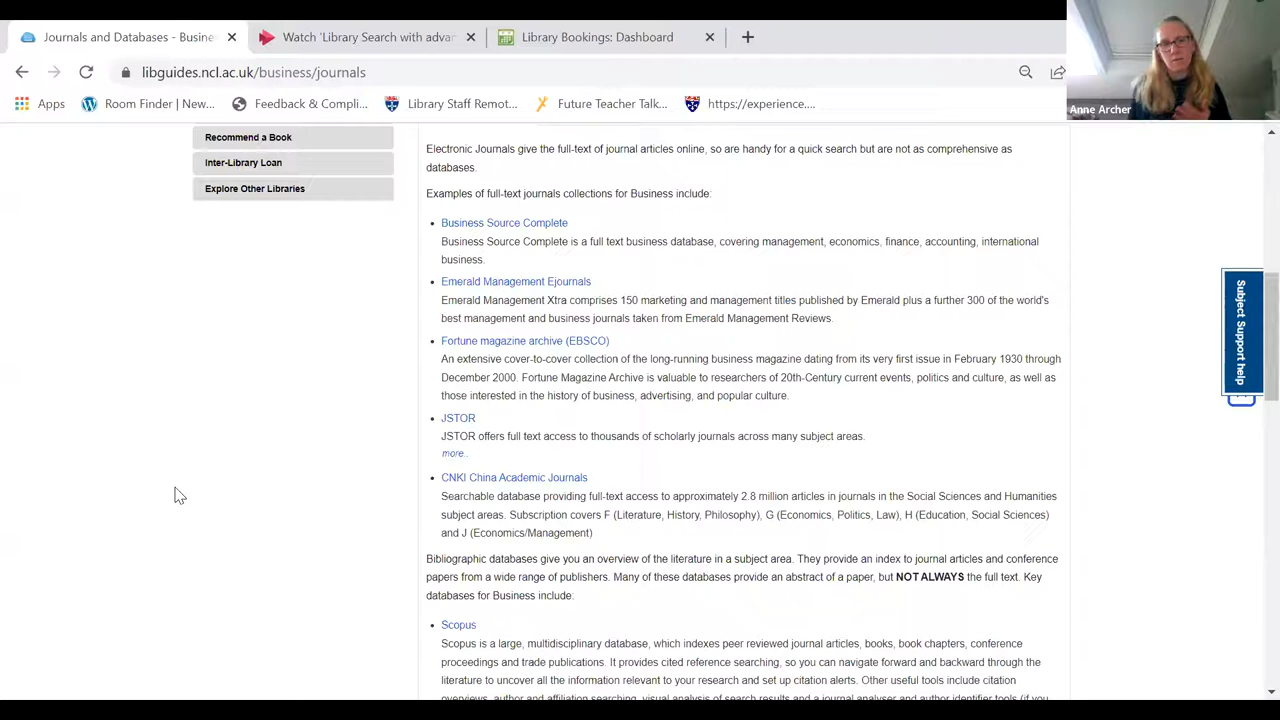 Journals and Databases - Busine
Watch 'Library Search with advan
Library Bookings: Dashboard
libguides.ncl.ac.uk/business/journals
Apps
Room Finder | New...
Feedback & Compli...
Library Staff Remot...
Future Teacher Talk...
https://experience....
Anne Archer
Recommend a Book
Inter-Library Loan
Explore Other Libraries
Electronic Journals give the full-text of journal articles online, so are handy for a quick search but are not as comprehensive as
databases.
Examples of full-text journals collections for Business include:
Business Source Complete
Business Source Complete is a full text business database, covering management, economics, finance, accounting, international
business.
Emerald Management Ejournals
Emerald Management Xtra comprises 150 marketing and management titles published by Emerald plus a further 300 of the world's
best management and business journals taken from Emerald Management Reviews.
Fortune magazine archive (EBSCO)
An extensive cover-to-cover collection of the long-running business magazine dating from its very first issue in February 1930 through
December 2000. Fortune Magazine Archive is valuable to researchers of 20th-Century current events, politics and culture, as well as
those interested in the history of business, advertising, and popular culture.
JSTOR
JSTOR offers full text access to thousands of scholarly journals across many subject areas.
more..
CNKI China Academic Journals
Searchable database providing full-text access to approximately 2.8 million articles in journals in the Social Sciences and Humanities
subject areas. Subscription covers F (Literature, History, Philosophy), G (Economics, Politics, Law), H (Education, Social Sciences)
and J (Economics/Management)
Bibliographic databases give you an overview of the literature in a subject area. They provide an index to journal articles and conference
papers from a wide range of publishers. Many of these databases provide an abstract of a paper, but NOT ALWAYS the full text. Key
databases for Business include:
Scopus
Scopus is a large, multidisciplinary database, which indexes peer reviewed journal articles, books, book chapters, conference
proceedings and trade publications. It provides cited reference searching, so you can navigate forward and backward through the
literature to uncover all the information relevant to your research and set up citation alerts. Other useful tools include citation
overviews, author and affiliation searching, visual analysis of search results and a journal analyser and author identifier tools (if you
Subject Support help